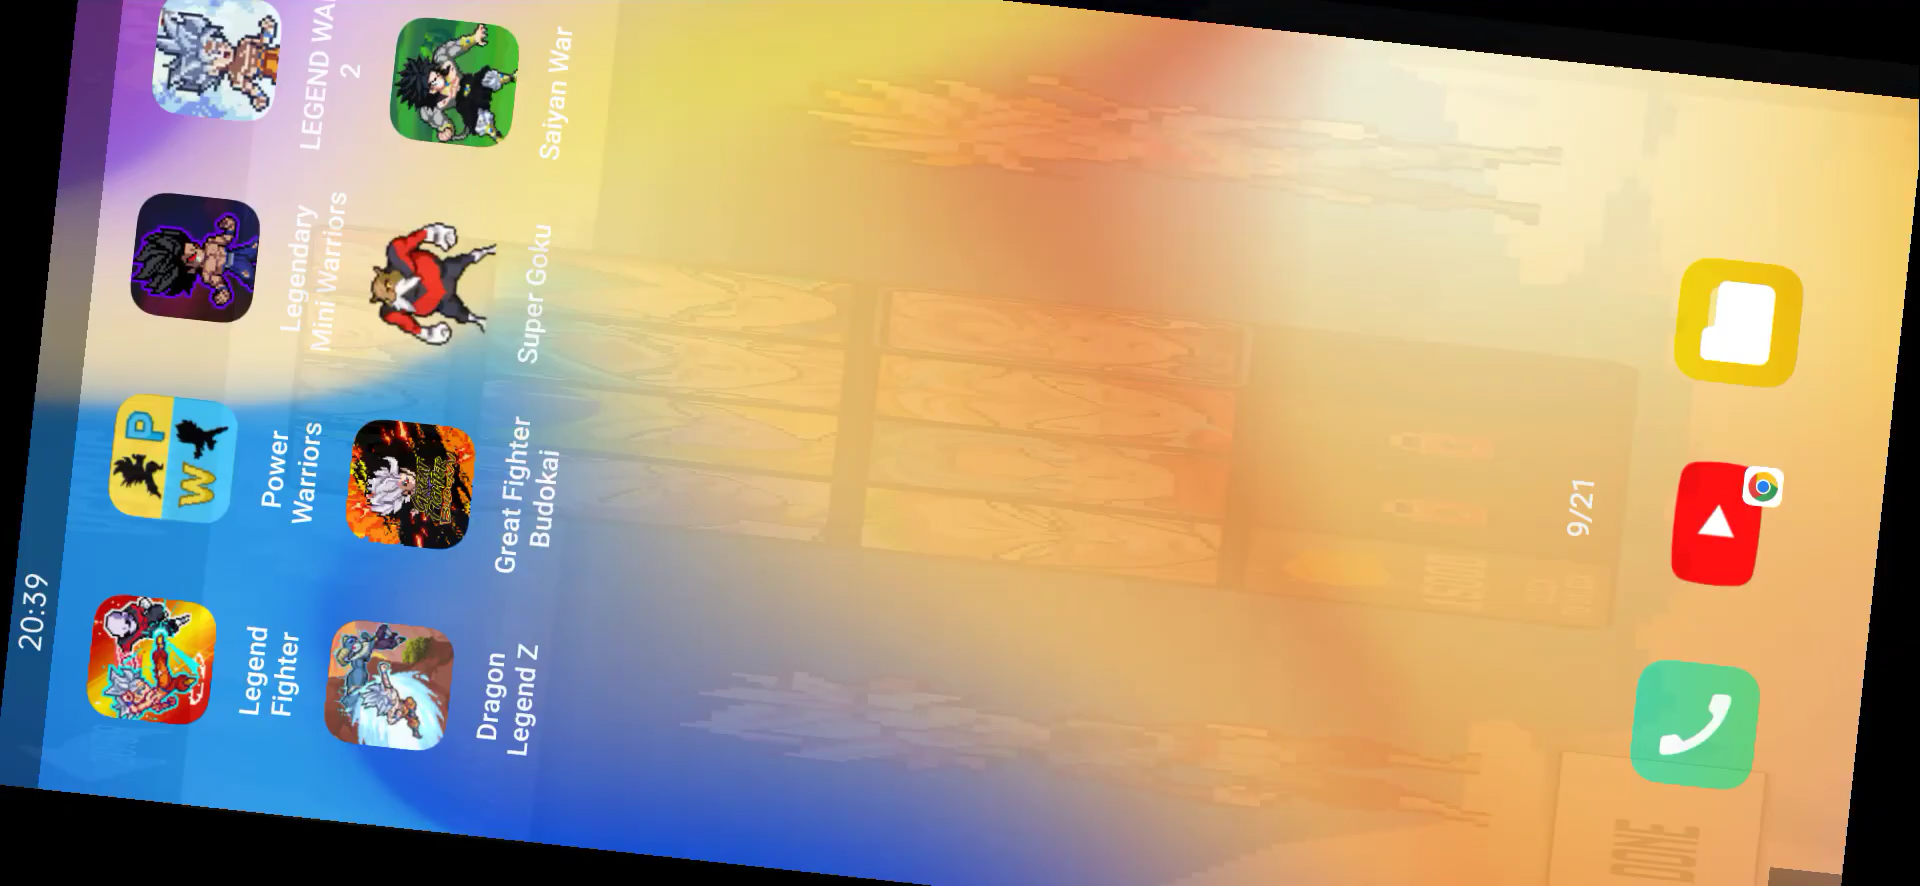 20:39
Legend
Fighter
Power
Warriors
Legendary
Mini Warriors
LEGEND WA
2
Dragon
Legend Z
Great Fighter
Budokai
Super Goku
Saiyan War
P
W
9/21
DONE